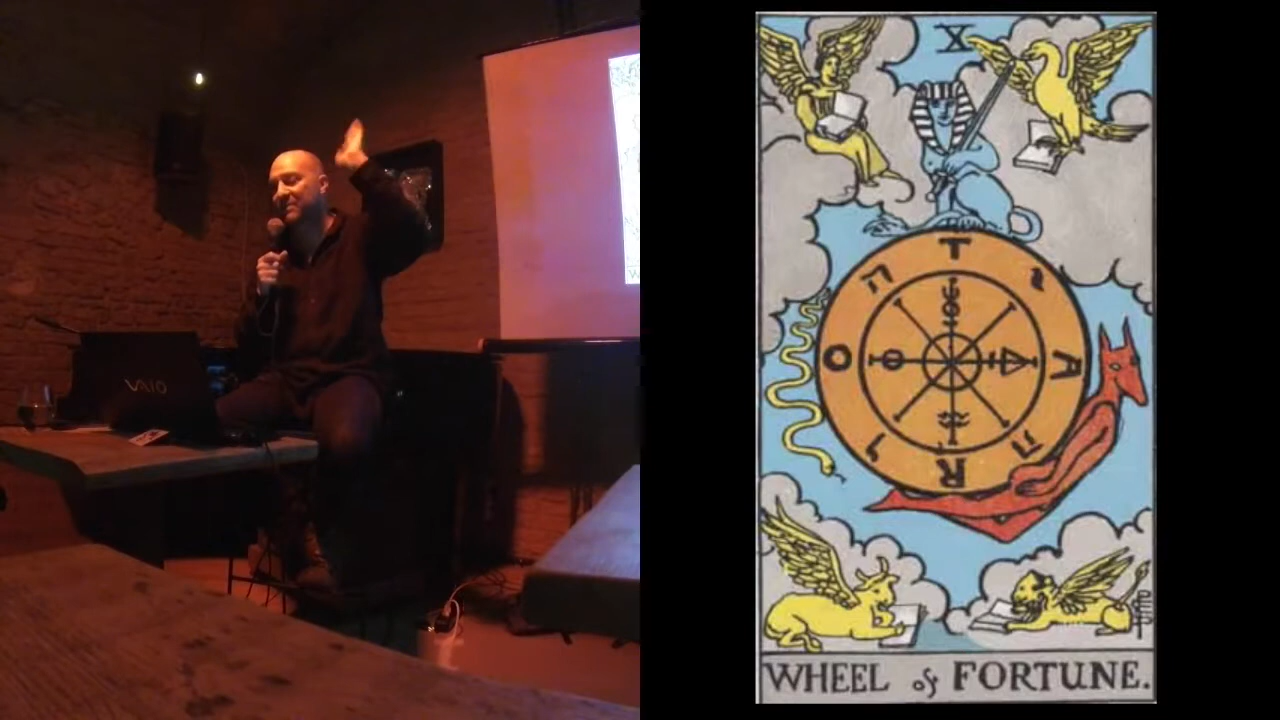 VAIO
X
T
ה
י
O
A
ו
ה
R
WHEEL of FORTUNE.